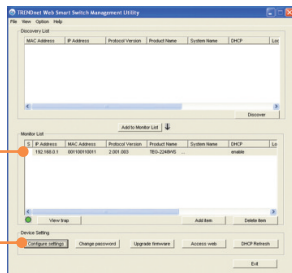 TRENDnet Web Smart Switch Management Utility
File View Option Help
Discovery List
MAC Address IP Address Protocol Version Product Name System Name DHCP Loc
Discover
Add to Monitor List
Monitor List
S IP Address MAC Address Protocol Version Product Name System Name DHCP Lo
192.168.0.1 001100110011 2.001.003 TEG-224WS ... enable
View trap Add item Delete item
Device Setting
Configure settings Change password Upgrade firmware Access web DHCP Refresh
Exit